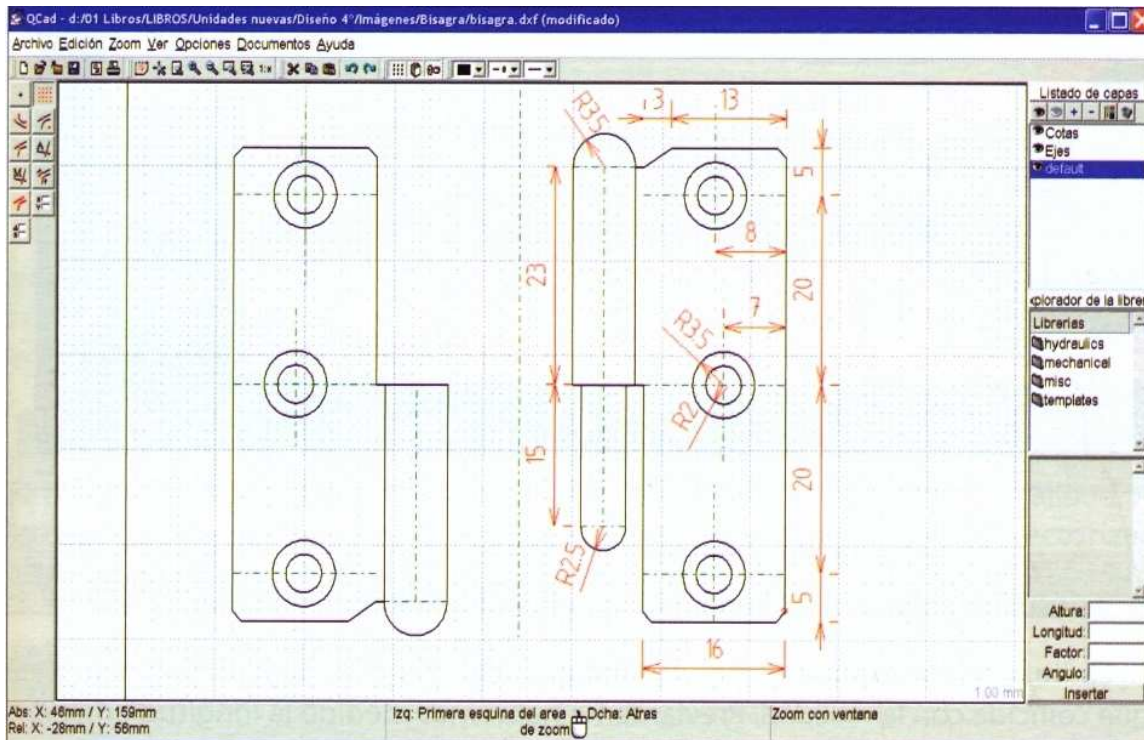 QCad - d:/01 Libros/LIBROS/Unidades nuevas/Diseño 4°/Imágenes/Bisagra/bisagra.dxf (modificado)
Archivo Edición Zoom Ver Opciones Documentos Ayuda
1:x
Listado de capas
Cotas
Ejes
default
R3.5
3
13
5
8
23
20
7
R3.5
R2
15
20
R2.5
5
16
xplorador de la librer
Librerias
hydraulics
mechanical
misc
templates
Altura:
Longitud:
Factor:
Angulo:
Insertar
1.00 mm
Abs: X: 46mm / Y: 159mm
Rel: X: -28mm / Y: 56mm
Izq: Primera esquina del area de zoom
Dcha: Atras
Zoom con ventana